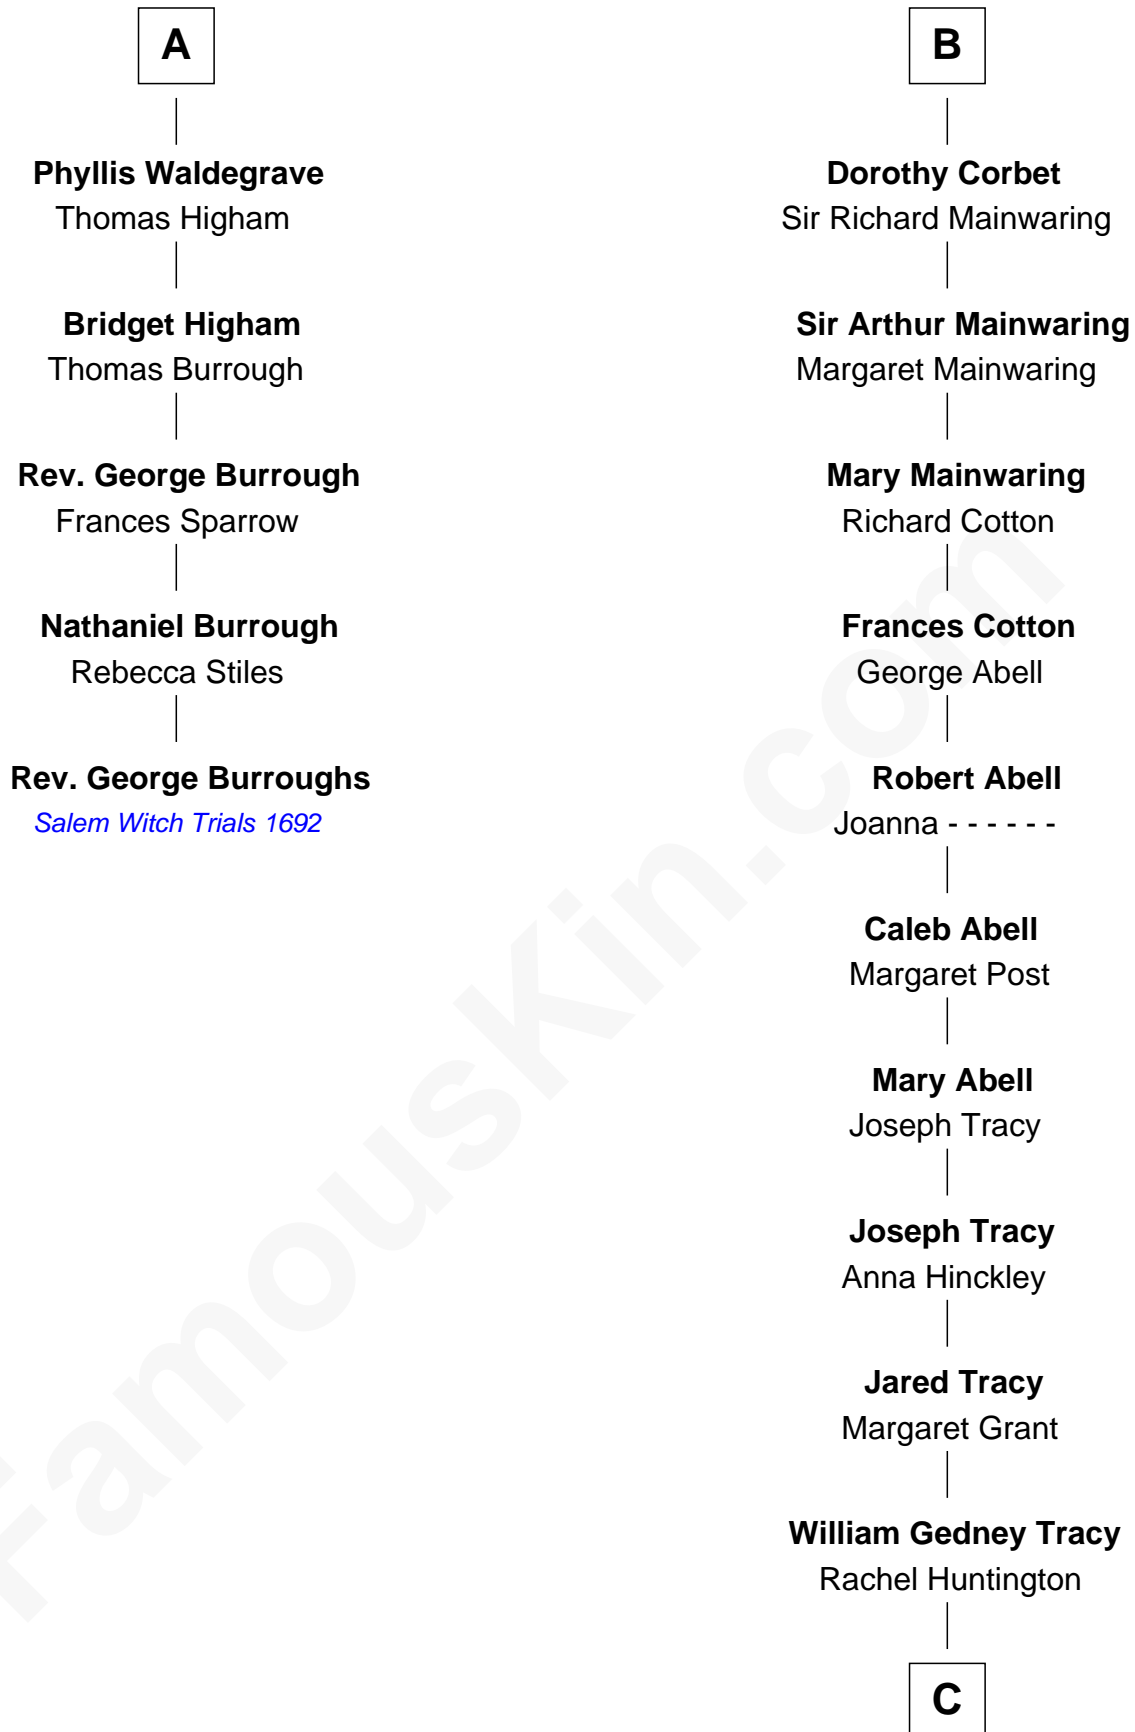 A
Phyllis Waldegrave
Thomas Higham
Bridget Higham
Thomas Burrough
Rev. George Burrough
Frances Sparrow
Nathaniel Burrough
Rebecca Stiles
Rev. George Burroughs
Salem Witch Trials 1692
B
Dorothy Corbet
Sir Richard Mainwaring
Sir Arthur Mainwaring
Margaret Mainwaring
Mary Mainwaring
Richard Cotton
Frances Cotton
George Abell
Robert Abell
Joanna - - - - - -
Caleb Abell
Margaret Post
Mary Abell
Joseph Tracy
Joseph Tracy
Anna Hinckley
Jared Tracy
Margaret Grant
William Gedney Tracy
Rachel Huntington
C
FamousKin.com